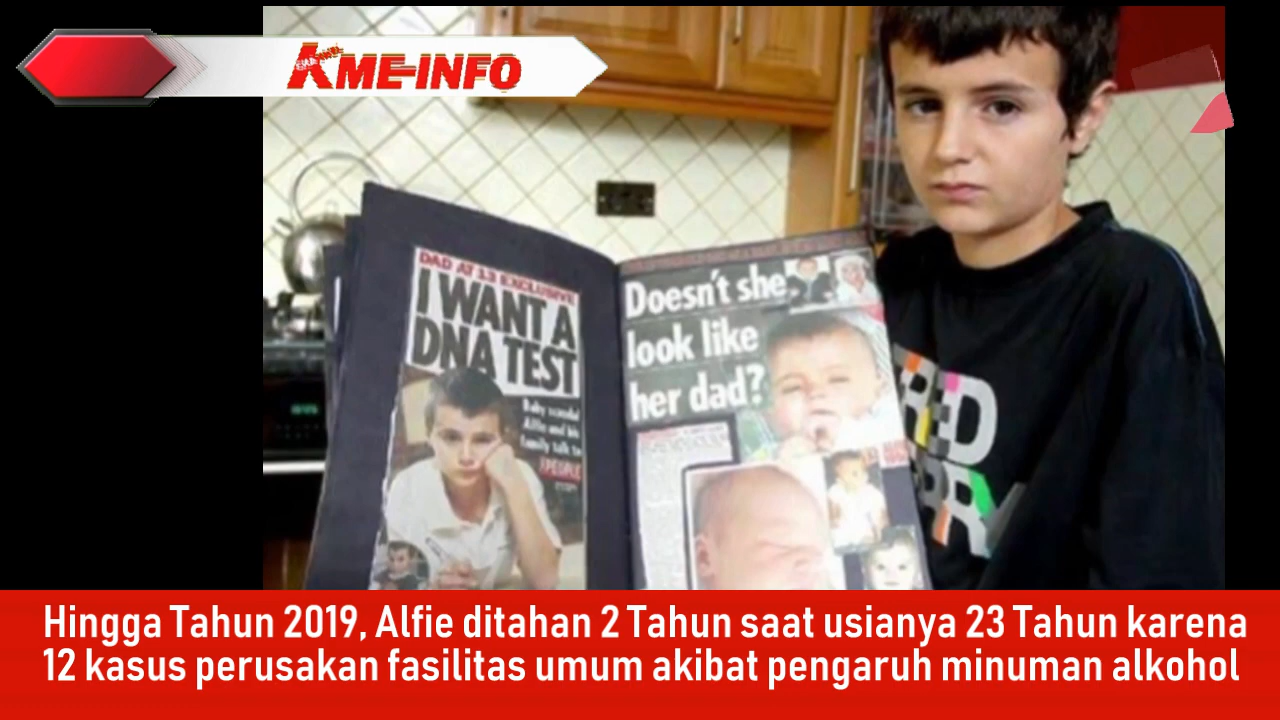 KME-INFO
DAD AT 13 EXCLUSIVE
I WANT A
DNA TEST
Baby scandal
Alfie and his
family talk to
PEOPLE
Doesn't she
look like
her dad?
Hingga Tahun 2019, Alfie ditahan 2 Tahun saat usianya 23 Tahun karena
12 kasus perusakan fasilitas umum akibat pengaruh minuman alkohol